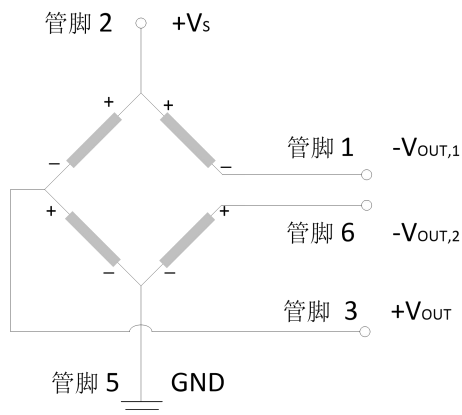 管脚 2 +VS
+ +
− − 管脚 1 -VOUT,1
+ + 管脚 6 -VOUT,2
− −
管脚 3 +VOUT
管脚 5 GND